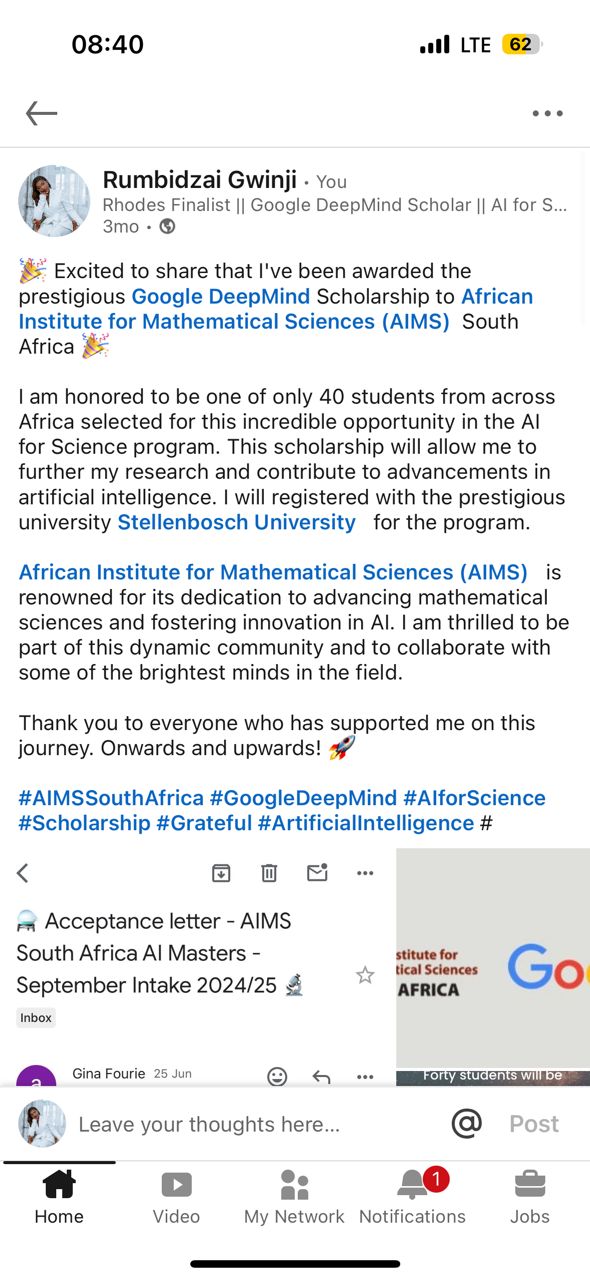 08:40
LTE 62
Rumbidzai Gwinji • You
Rhodes Finalist || Google DeepMind Scholar || AI for S...
3mo •
🎉 Excited to share that I've been awarded the
prestigious Google DeepMind Scholarship to African
Institute for Mathematical Sciences (AIMS) South
Africa 🎉
I am honored to be one of only 40 students from across
Africa selected for this incredible opportunity in the AI
for Science program. This scholarship will allow me to
further my research and contribute to advancements in
artificial intelligence. I will registered with the prestigious
university Stellenbosch University for the program.
African Institute for Mathematical Sciences (AIMS) is
renowned for its dedication to advancing mathematical
sciences and fostering innovation in AI. I am thrilled to be
part of this dynamic community and to collaborate with
some of the brightest minds in the field.
Thank you to everyone who has supported me on this
journey. Onwards and upwards! 🚀
#AIMSSouthAfrica #GoogleDeepMind #AIforScience
#Scholarship #Grateful #ArtificialIntelligence #
🔮 Acceptance letter - AIMS
South Africa AI Masters -
September Intake 2024/25 🔬
Inbox
a
Gina Fourie 25 Jun
stitute for
tical Sciences
AFRICA
Goo
Forty students will be
Leave your thoughts here...
@ Post
1
Home Video My Network Notifications Jobs